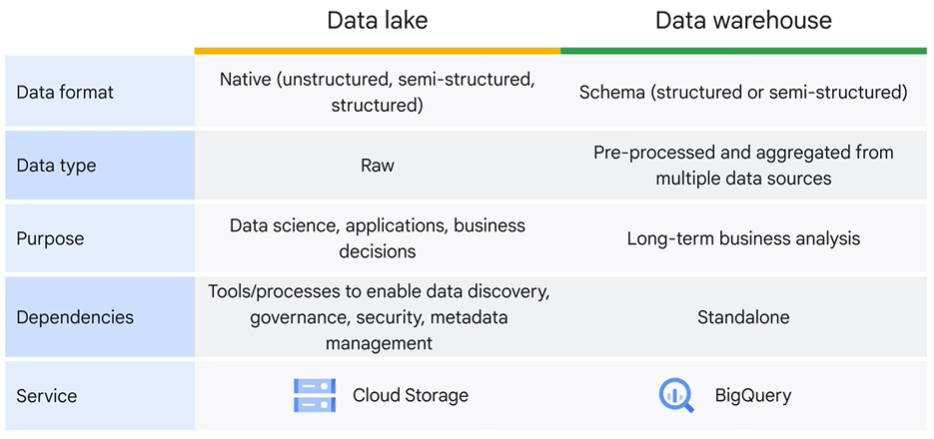 Data lake
Data warehouse
Data format
Native (unstructured, semi-structured,
structured)
Schema (structured or semi-structured)
Data type
Raw
Pre-processed and aggregated from
multiple data sources
Purpose
Data science, applications, business
decisions
Long-term business analysis
Dependencies
Tools/processes to enable data discovery,
governance, security, metadata
management
Standalone
Service
Cloud Storage
BigQuery